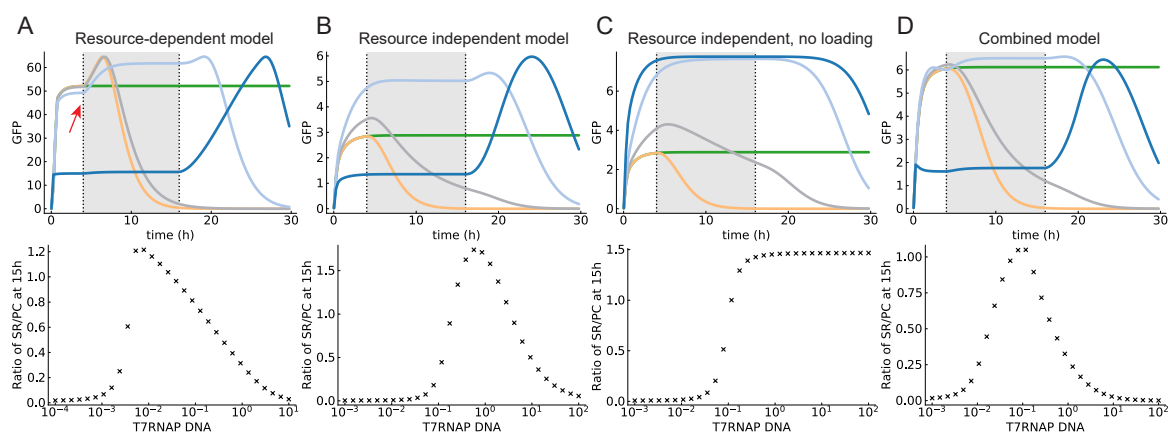 A
Resource-dependent model
GFP
60
50
40
30
20
10
0
0 10 20 30
time (h)
Ratio of SR/PC at 15h
1.2
1.0
0.8
0.6
0.4
0.2
0.0
10⁻⁴ 10⁻³ 10⁻² 10⁻¹ 10⁰ 10¹
T7RNAP DNA
B
Resource independent model
GFP
6
5
4
3
2
1
0
0 10 20 30
time (h)
Ratio of SR/PC at 15h
1.5
1.0
0.5
0.0
10⁻³ 10⁻² 10⁻¹ 10⁰ 10¹ 10²
T7RNAP DNA
C
Resource independent, no loading
GFP
7
6
5
4
3
2
1
0
0 10 20 30
time (h)
Ratio of SR/PC at 15h
1.5
1.0
0.5
0.0
10⁻³ 10⁻² 10⁻¹ 10⁰ 10¹ 10²
T7RNAP DNA
D
Combined model
GFP
6
5
4
3
2
1
0
0 10 20 30
time (h)
Ratio of SR/PC at 15h
1.00
0.75
0.50
0.25
0.00
10⁻³ 10⁻² 10⁻¹ 10⁰ 10¹ 10²
T7RNAP DNA